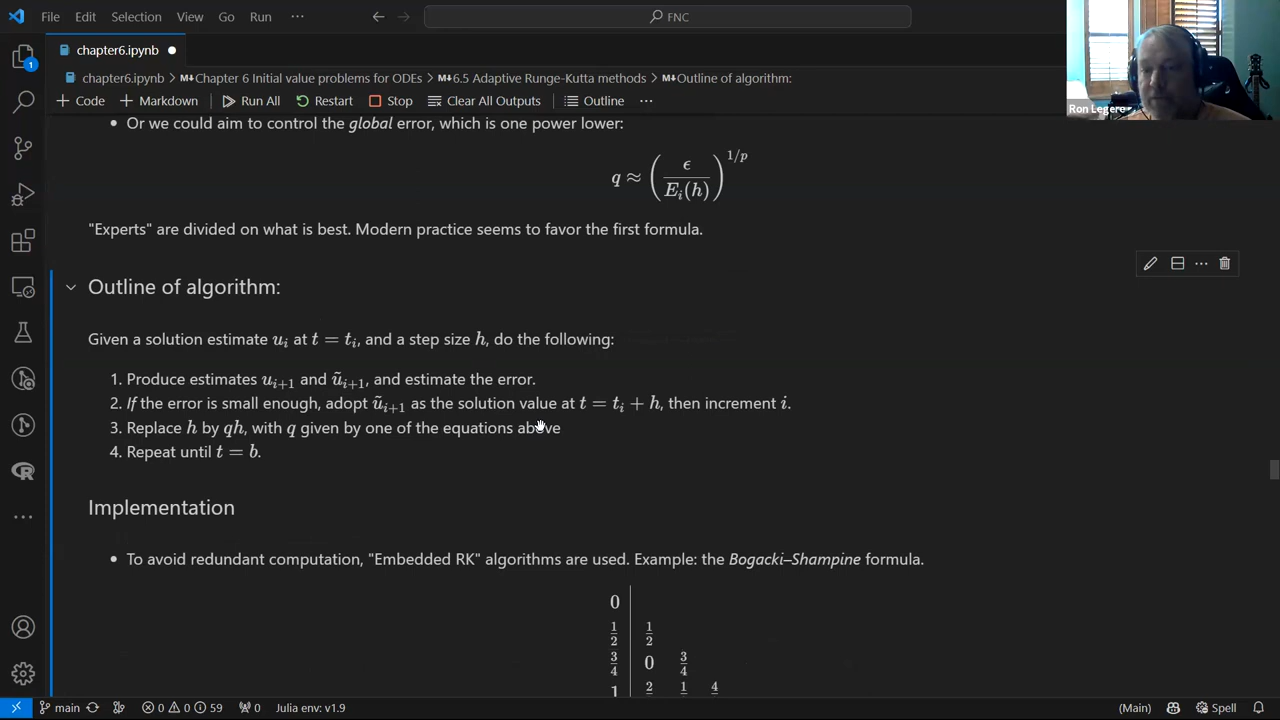 File Edit Selection View Go Run ··· FNC
chapter6.ipynb
chapter6.ipynb > M↓Chapter 6. Initial value problems for ODEs > M↓6.5 Adaptive Runge-Kutta methods > M↓Outline of algorithm:
+ Code + Markdown Run All Restart Stop Clear All Outputs Outline ···
Ron Legere
• Or we could aim to control the global error, which is one power lower:
q ≈ (ϵ / E_i(h))^{1/p}
"Experts" are divided on what is best. Modern practice seems to favor the first formula.
Outline of algorithm:
Given a solution estimate u_i at t = t_i, and a step size h, do the following:
1. Produce estimates u_{i+1} and ũ_{i+1}, and estimate the error.
2. If the error is small enough, adopt ũ_{i+1} as the solution value at t = t_i + h, then increment i.
3. Replace h by qh, with q given by one of the equations above
4. Repeat until t = b.
Implementation
• To avoid redundant computation, "Embedded RK" algorithms are used. Example: the Bogacki–Shampine formula.
0
1/2 1/2
3/4 0 3/4
1 2 1 4
main 0 0 59 0 Julia env: v1.9 (Main) Spell